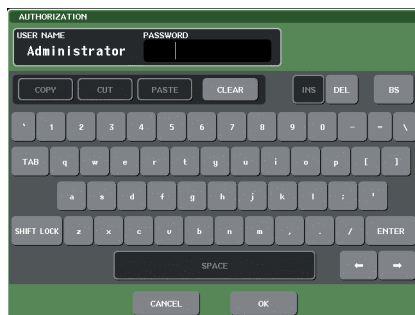 AUTHORIZATION
USER NAME PASSWORD
Administrator
COPY CUT PASTE CLEAR INS DEL BS
` 1 2 3 4 5 6 7 8 9 0 - = \
TAB q w e r t y u i o p [ ]
a s d f g h j k l ; '
SHIFT LOCK z x c v b n m , . / ENTER
SPACE ← →
CANCEL OK